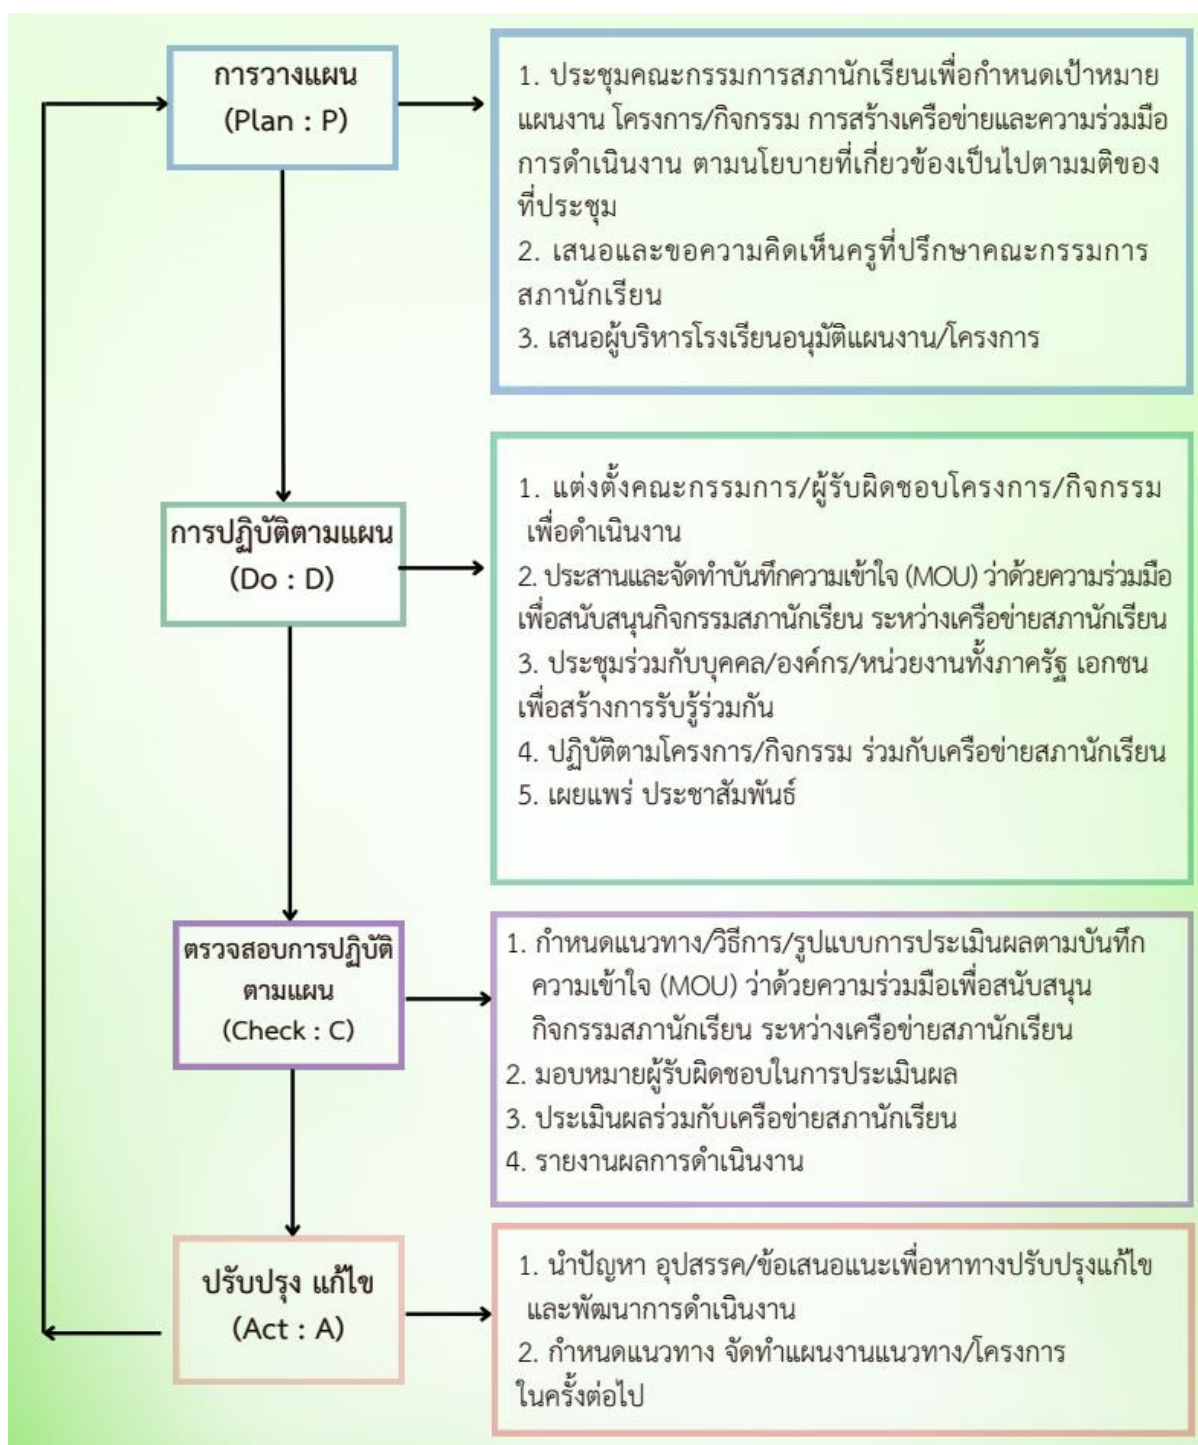 การวางแผน
(Plan : P)
1. ประชุมคณะกรรมการสภานักเรียนเพื่อกำหนดเป้าหมาย
แผนงาน โครงการ/กิจกรรม การสร้างเครือข่ายและความร่วมมือ
การดำเนินงาน ตามนโยบายที่เกี่ยวข้องเป็นไปตามมติของ
ที่ประชุม
2. เสนอและขอความคิดเห็นครูที่ปรึกษาคณะกรรมการ
สภานักเรียน
3. เสนอผู้บริหารโรงเรียนอนุมัติแผนงาน/โครงการ
การปฏิบัติตามแผน
(Do : D)
1. แต่งตั้งคณะกรรมการ/ผู้รับผิดชอบโครงการ/กิจกรรม
เพื่อดำเนินงาน
2. ประสานและจัดทำบันทึกความเข้าใจ (MOU) ว่าด้วยความร่วมมือ
เพื่อสนับสนุนกิจกรรมสภานักเรียน ระหว่างเครือข่ายสภานักเรียน
3. ประชุมร่วมกับบุคคล/องค์กร/หน่วยงานทั้งภาครัฐ เอกชน
เพื่อสร้างการรับรู้ร่วมกัน
4. ปฏิบัติตามโครงการ/กิจกรรม ร่วมกับเครือข่ายสภานักเรียน
5. เผยแพร่ ประชาสัมพันธ์
ตรวจสอบการปฏิบัติ
ตามแผน
(Check : C)
1. กำหนดแนวทาง/วิธีการ/รูปแบบการประเมินผลตามบันทึก
ความเข้าใจ (MOU) ว่าด้วยความร่วมมือเพื่อสนับสนุน
กิจกรรมสภานักเรียน ระหว่างเครือข่ายสภานักเรียน
2. มอบหมายผู้รับผิดชอบในการประเมินผล
3. ประเมินผลร่วมกับเครือข่ายสภานักเรียน
4. รายงานผลการดำเนินงาน
ปรับปรุง แก้ไข
(Act : A)
1. นำปัญหา อุปสรรค/ข้อเสนอแนะเพื่อหาทางปรับปรุงแก้ไข
และพัฒนาการดำเนินงาน
2. กำหนดแนวทาง จัดทำแผนงานแนวทาง/โครงการ
ในครั้งต่อไป